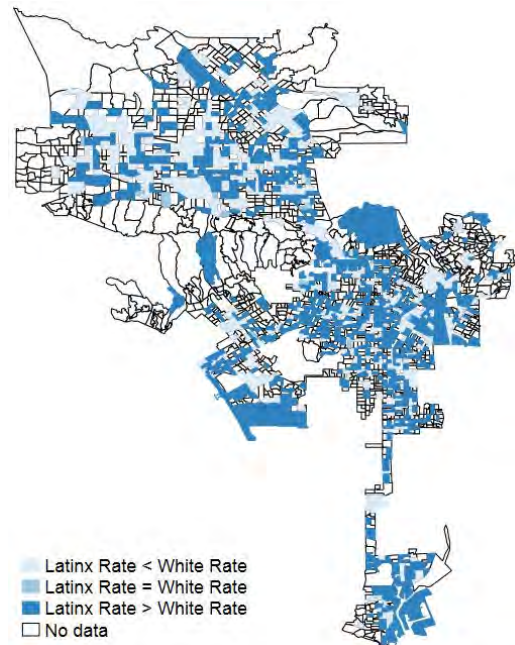 Latinx Rate < White Rate
Latinx Rate = White Rate
Latinx Rate > White Rate
No data